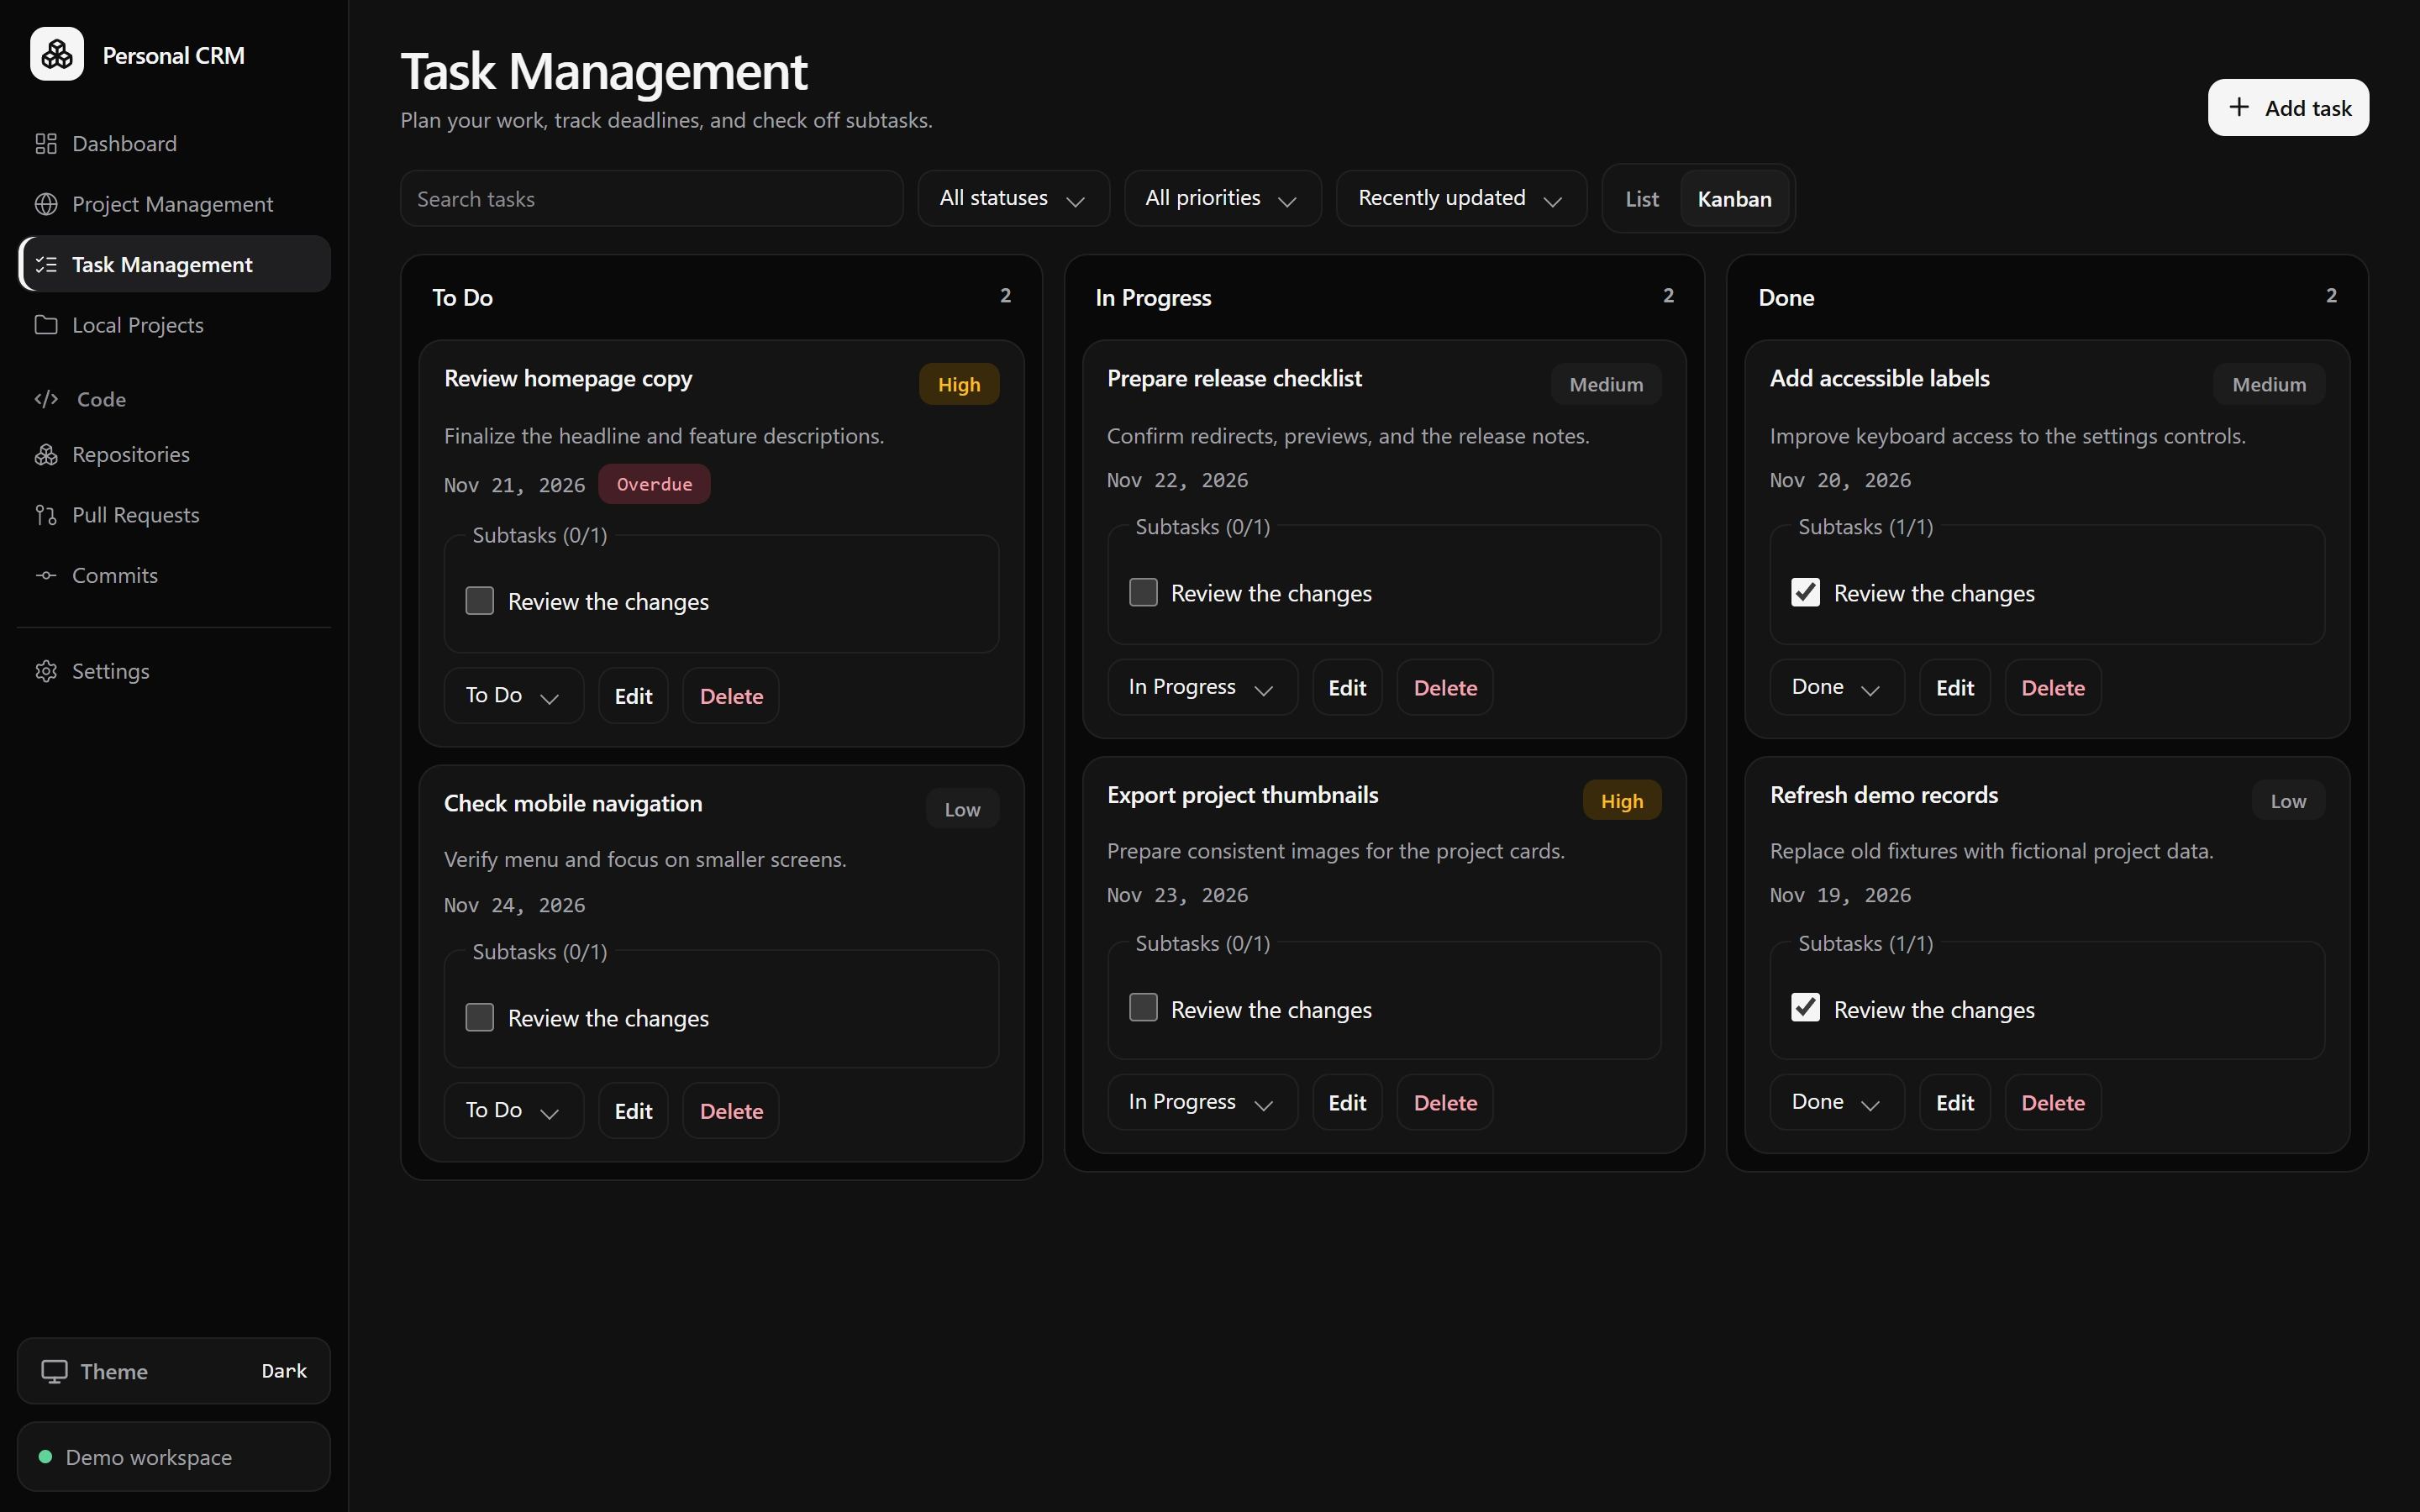 Personal CRM
Dashboard
Project Management
Task Management
Local Projects
Code
Repositories
Pull Requests
Commits
Settings
Theme Dark
Demo workspace
Task Management
Plan your work, track deadlines, and check off subtasks.
Add task
Search tasks
All statuses
All priorities
Recently updated
List
Kanban
To Do 2
Review homepage copy High
Finalize the headline and feature descriptions.
Nov 21, 2026 Overdue
Subtasks (0/1)
Review the changes
To Do Edit Delete
Check mobile navigation Low
Verify menu and focus on smaller screens.
Nov 24, 2026
Subtasks (0/1)
Review the changes
To Do Edit Delete
In Progress 2
Prepare release checklist Medium
Confirm redirects, previews, and the release notes.
Nov 22, 2026
Subtasks (0/1)
Review the changes
In Progress Edit Delete
Export project thumbnails High
Prepare consistent images for the project cards.
Nov 23, 2026
Subtasks (0/1)
Review the changes
In Progress Edit Delete
Done 2
Add accessible labels Medium
Improve keyboard access to the settings controls.
Nov 20, 2026
Subtasks (1/1)
Review the changes
Done Edit Delete
Refresh demo records Low
Replace old fixtures with fictional project data.
Nov 19, 2026
Subtasks (1/1)
Review the changes
Done Edit Delete